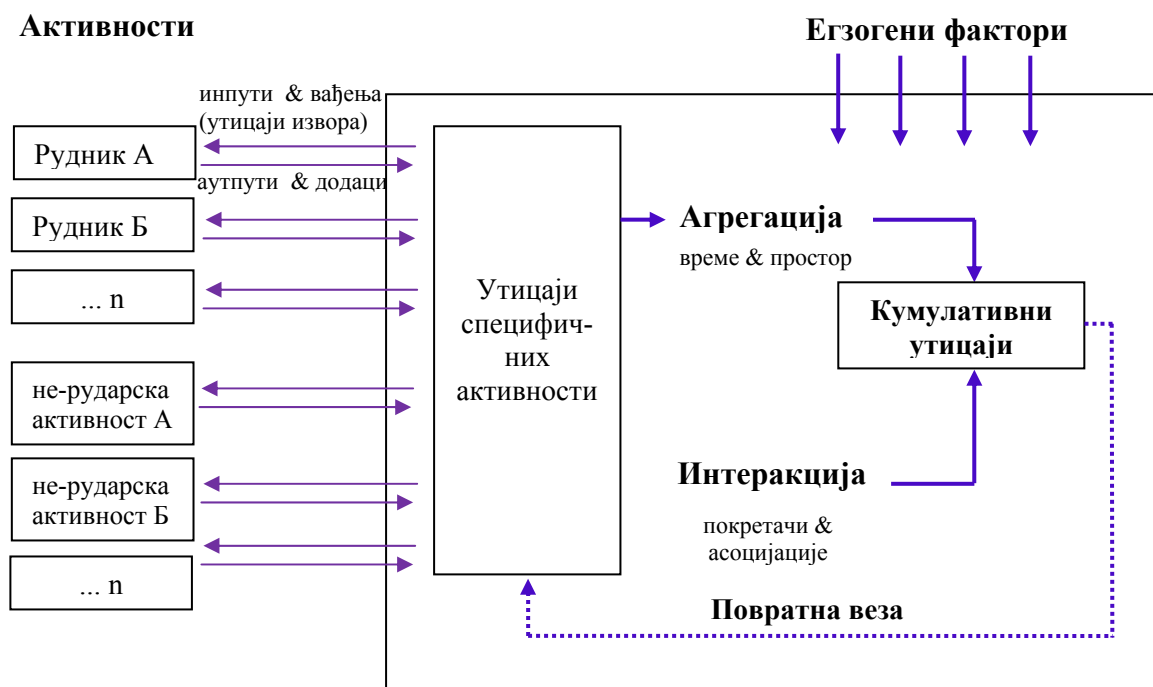 Активности
Егзогени фактори
инпути & вађења
(утицаји извора)
Рудник А
аутпути & додаци
Рудник Б
... n
не-рударска
активност А
не-рударска
активност Б
... n
Утицаји
специфич-
них
активности
Агрегација
време & простор
Кумулативни
утицаји
Интеракција
покретачи &
асоцијације
Повратна веза